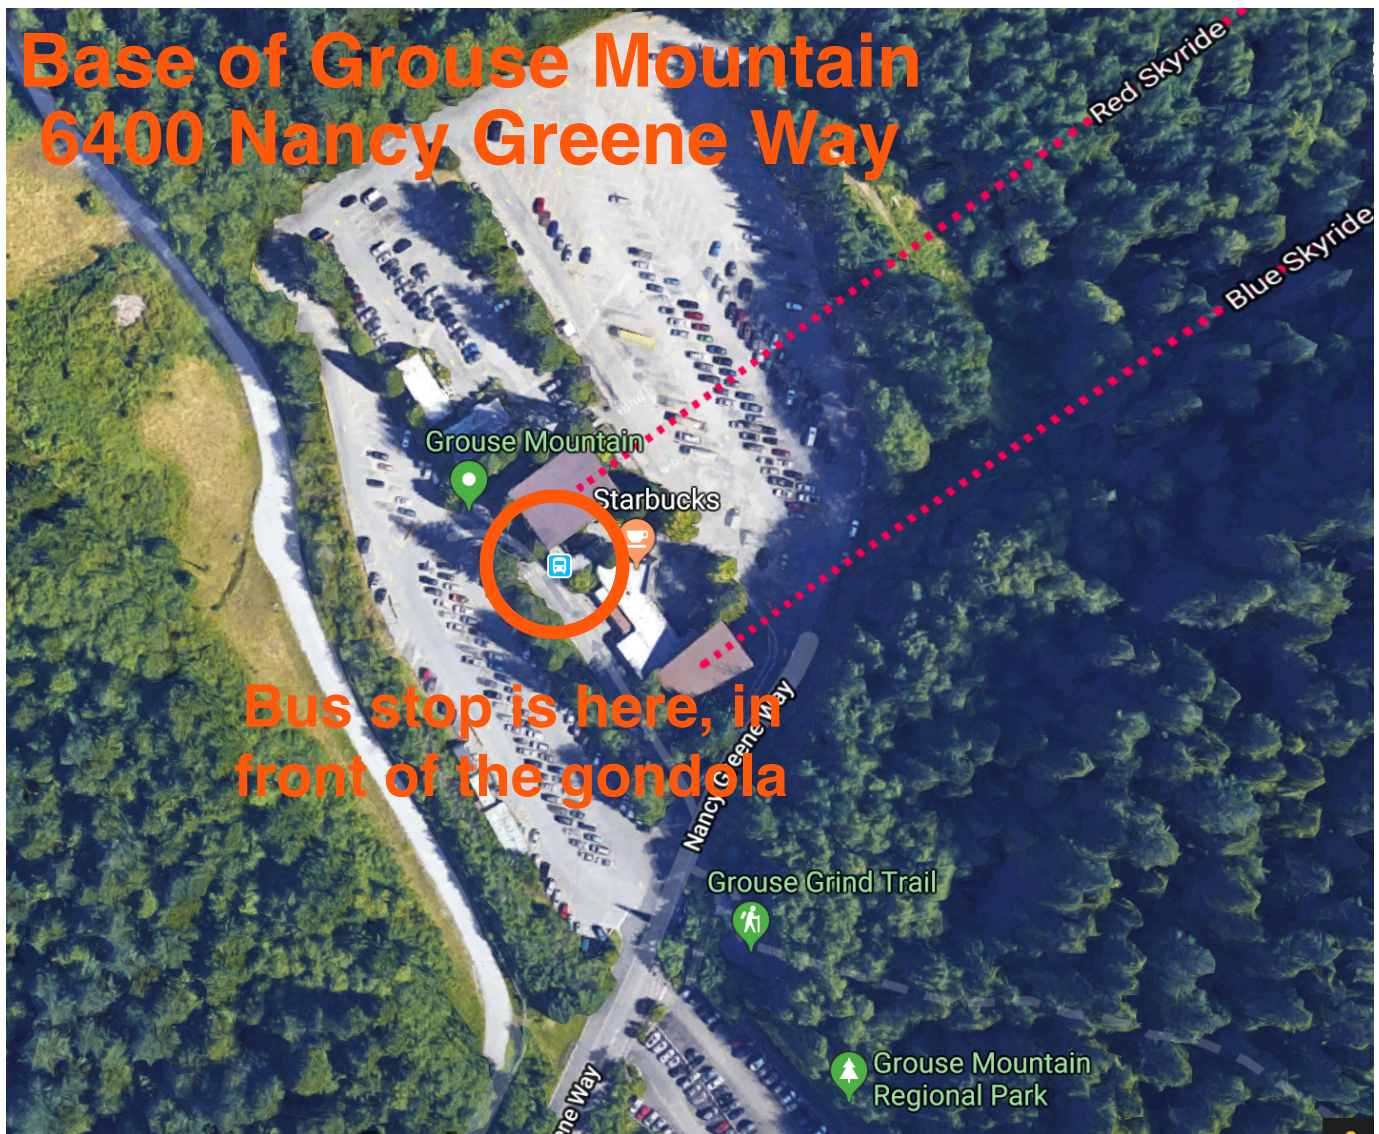 Base of Grouse Mountain
6400 Nancy Greene Way
Red Skyride
Blue Skyride
Grouse Mountain
Starbucks
Bus stop is here, in
front of the gondola
Nancy Greene Way
Grouse Grind Trail
Grouse Mountain
Regional Park
ene Way